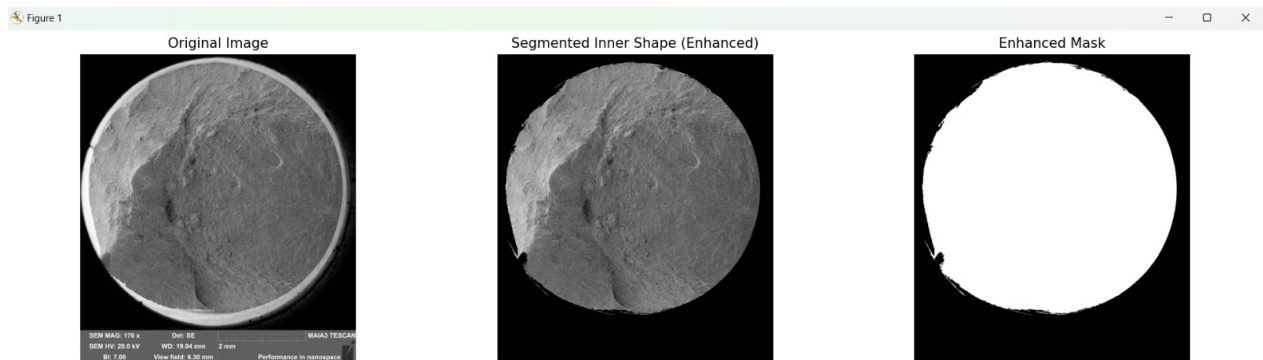 Figure 1
Original Image
Segmented Inner Shape (Enhanced)
Enhanced Mask
SEM MAG: 176 x Det: SE MAIA3 TESCAN
SEM HV: 20.0 kV WD: 19.94 mm 2 mm
BI: 7.00 View field: 6.30 mm Performance in nanospace